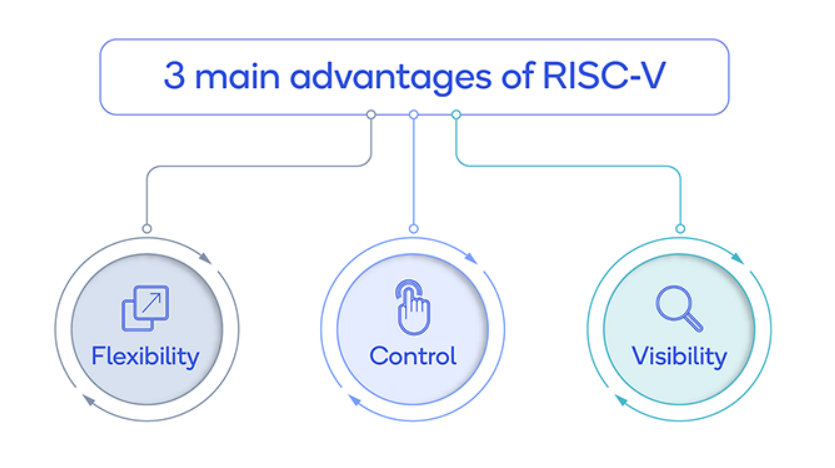 3 main advantages of RISC-V
Flexibility
Control
Visibility